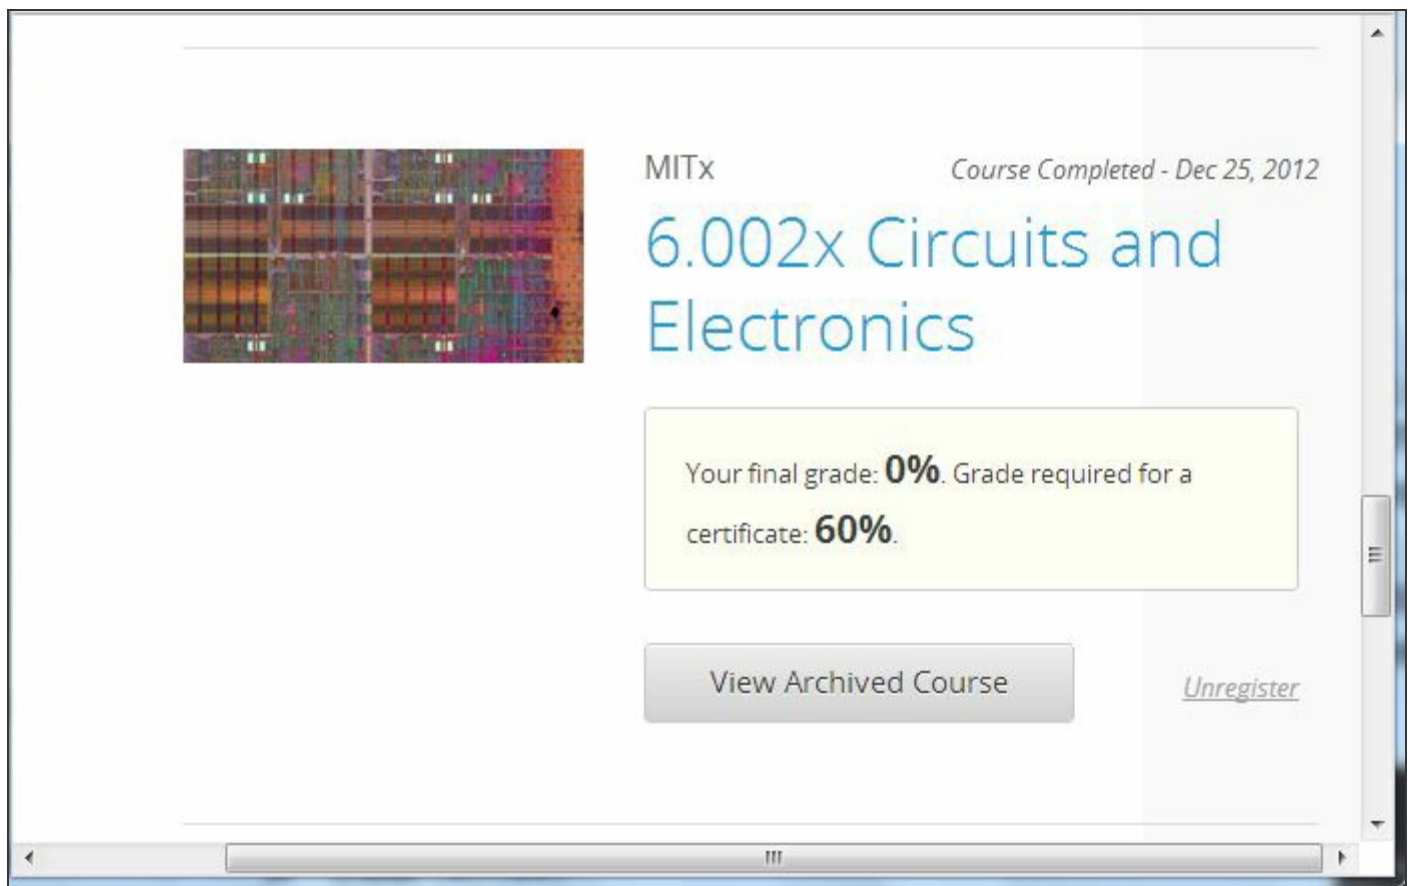 MITx
Course Completed - Dec 25, 2012
6.002x Circuits and
Electronics
Your final grade: 0%. Grade required for a
certificate: 60%.
View Archived Course
Unregister